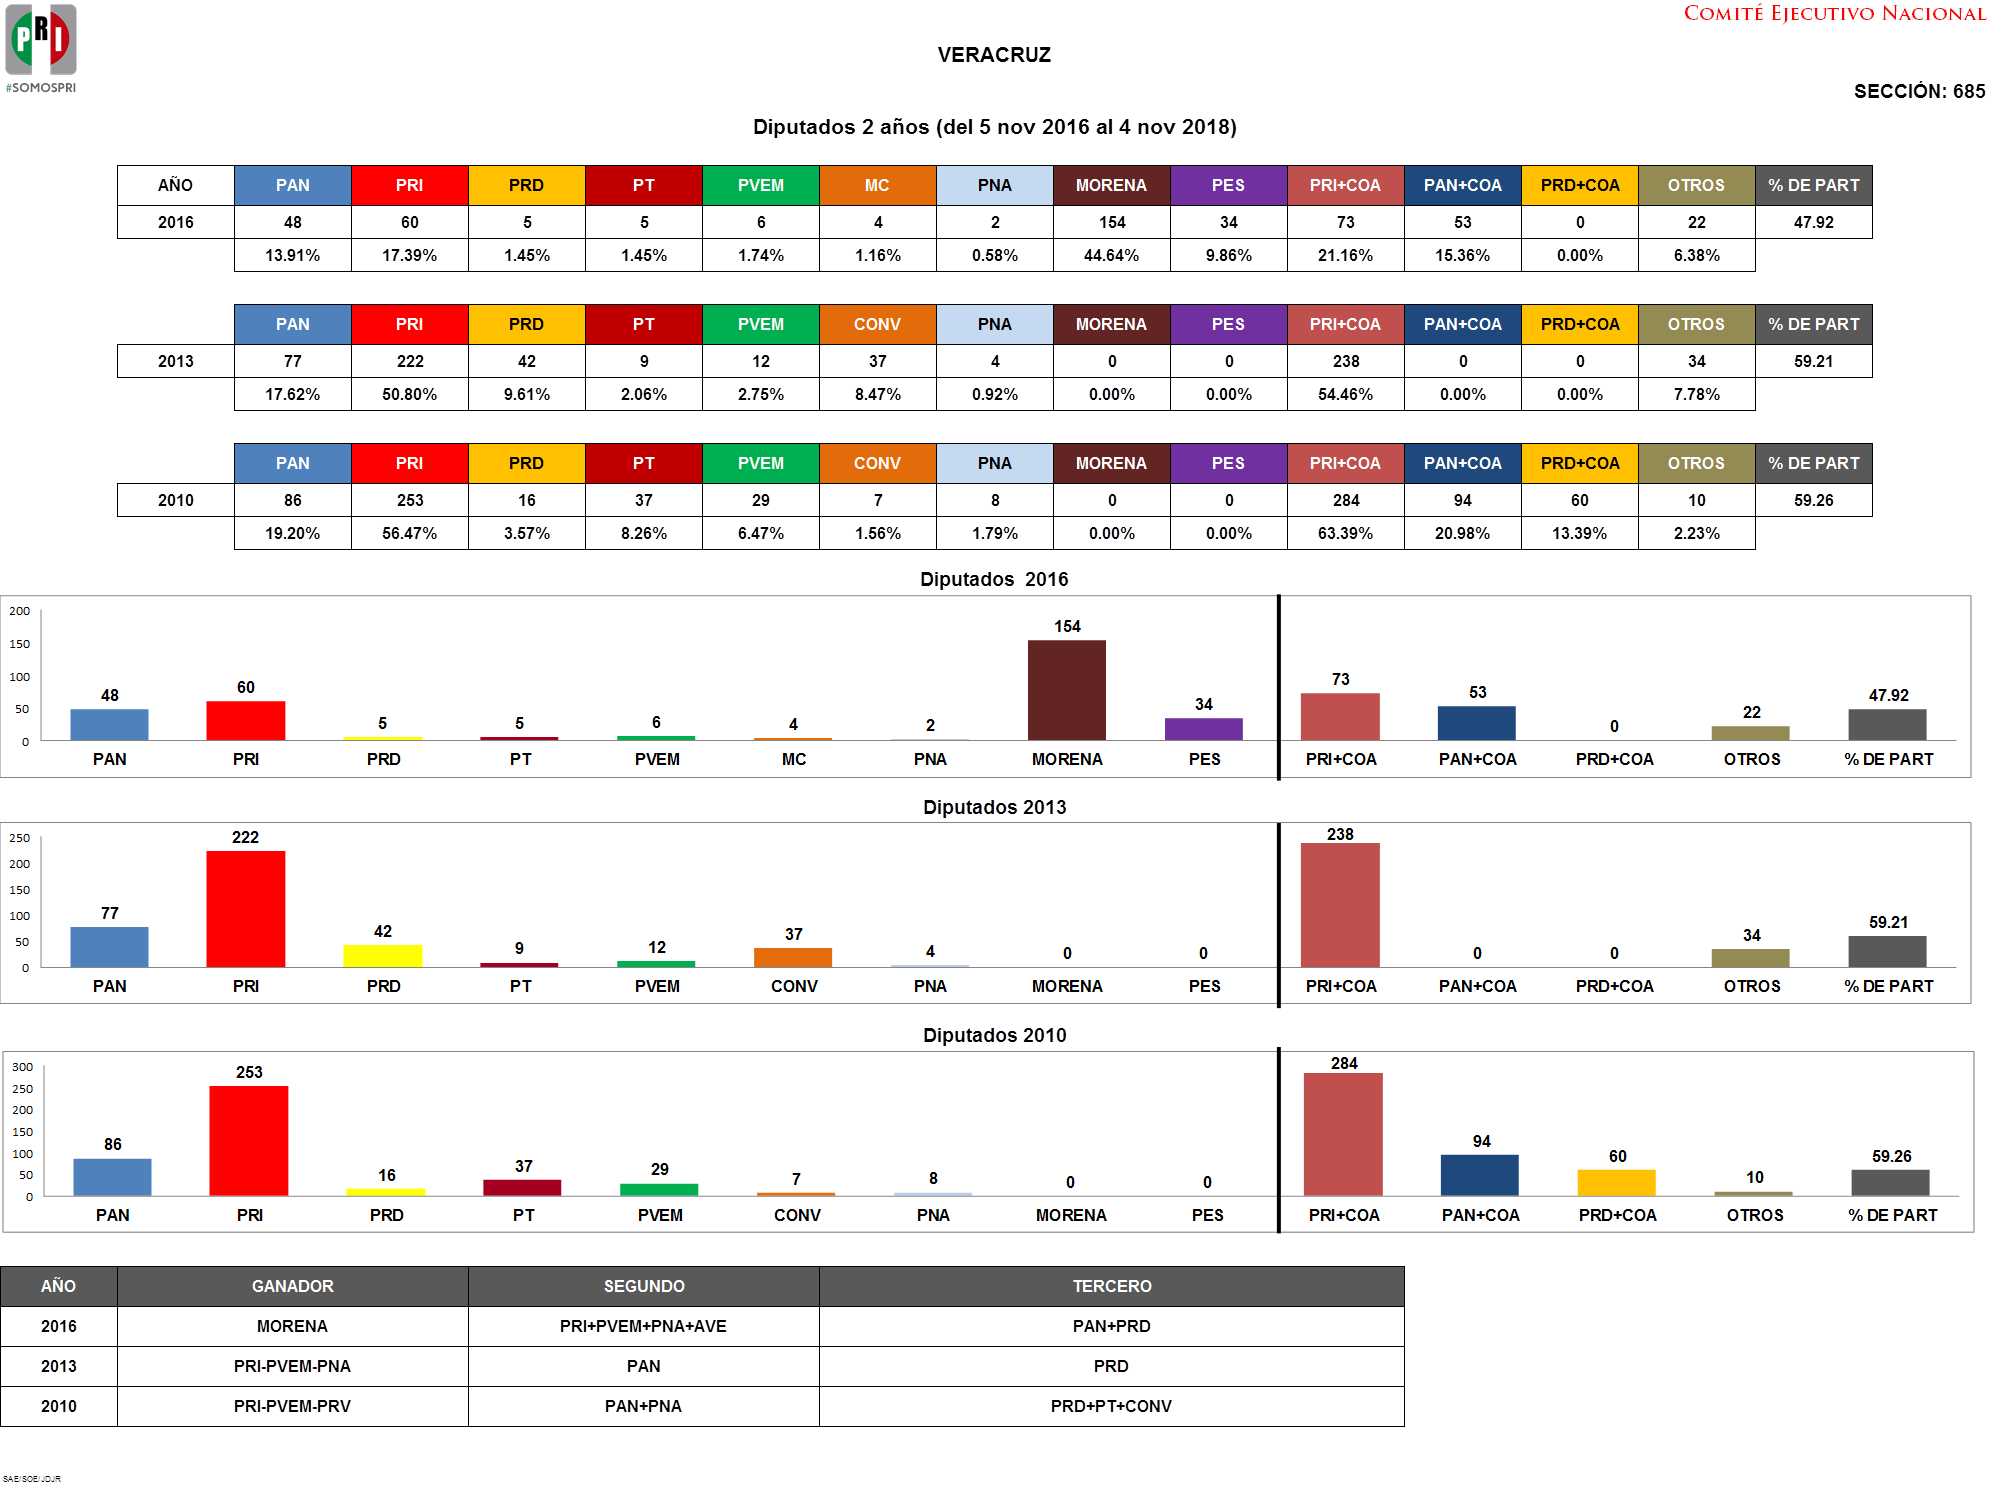 PRI
#SOMOSPRI
COMITÉ EJECUTIVO NACIONAL
VERACRUZ
SECCIÓN: 685
Diputados 2 años (del 5 nov 2016 al 4 nov 2018)
AÑO PAN PRI PRD PT PVEM MC PNA MORENA PES PRI+COA PAN+COA PRD+COA OTROS % DE PART
2016 48 60 5 5 6 4 2 154 34 73 53 0 22 47.92
13.91% 17.39% 1.45% 1.45% 1.74% 1.16% 0.58% 44.64% 9.86% 21.16% 15.36% 0.00% 6.38%
PAN PRI PRD PT PVEM CONV PNA MORENA PES PRI+COA PAN+COA PRD+COA OTROS % DE PART
2013 77 222 42 9 12 37 4 0 0 238 0 0 34 59.21
17.62% 50.80% 9.61% 2.06% 2.75% 8.47% 0.92% 0.00% 0.00% 54.46% 0.00% 0.00% 7.78%
PAN PRI PRD PT PVEM CONV PNA MORENA PES PRI+COA PAN+COA PRD+COA OTROS % DE PART
2010 86 253 16 37 29 7 8 0 0 284 94 60 10 59.26
19.20% 56.47% 3.57% 8.26% 6.47% 1.56% 1.79% 0.00% 0.00% 63.39% 20.98% 13.39% 2.23%
Diputados 2016
200
150
100
50
0
48 60 5 5 6 4 2 154 34 73 53 0 22 47.92
PAN PRI PRD PT PVEM MC PNA MORENA PES PRI+COA PAN+COA PRD+COA OTROS % DE PART
Diputados 2013
250
200
150
100
50
0
77 222 42 9 12 37 4 0 0 238 0 0 34 59.21
PAN PRI PRD PT PVEM CONV PNA MORENA PES PRI+COA PAN+COA PRD+COA OTROS % DE PART
Diputados 2010
300
250
200
150
100
50
0
86 253 16 37 29 7 8 0 0 284 94 60 10 59.26
PAN PRI PRD PT PVEM CONV PNA MORENA PES PRI+COA PAN+COA PRD+COA OTROS % DE PART
AÑO GANADOR SEGUNDO TERCERO
2016 MORENA PRI+PVEM+PNA+AVE PAN+PRD
2013 PRI-PVEM-PNA PAN PRD
2010 PRI-PVEM-PRV PAN+PNA PRD+PT+CONV
SAE/SOE/JDJR